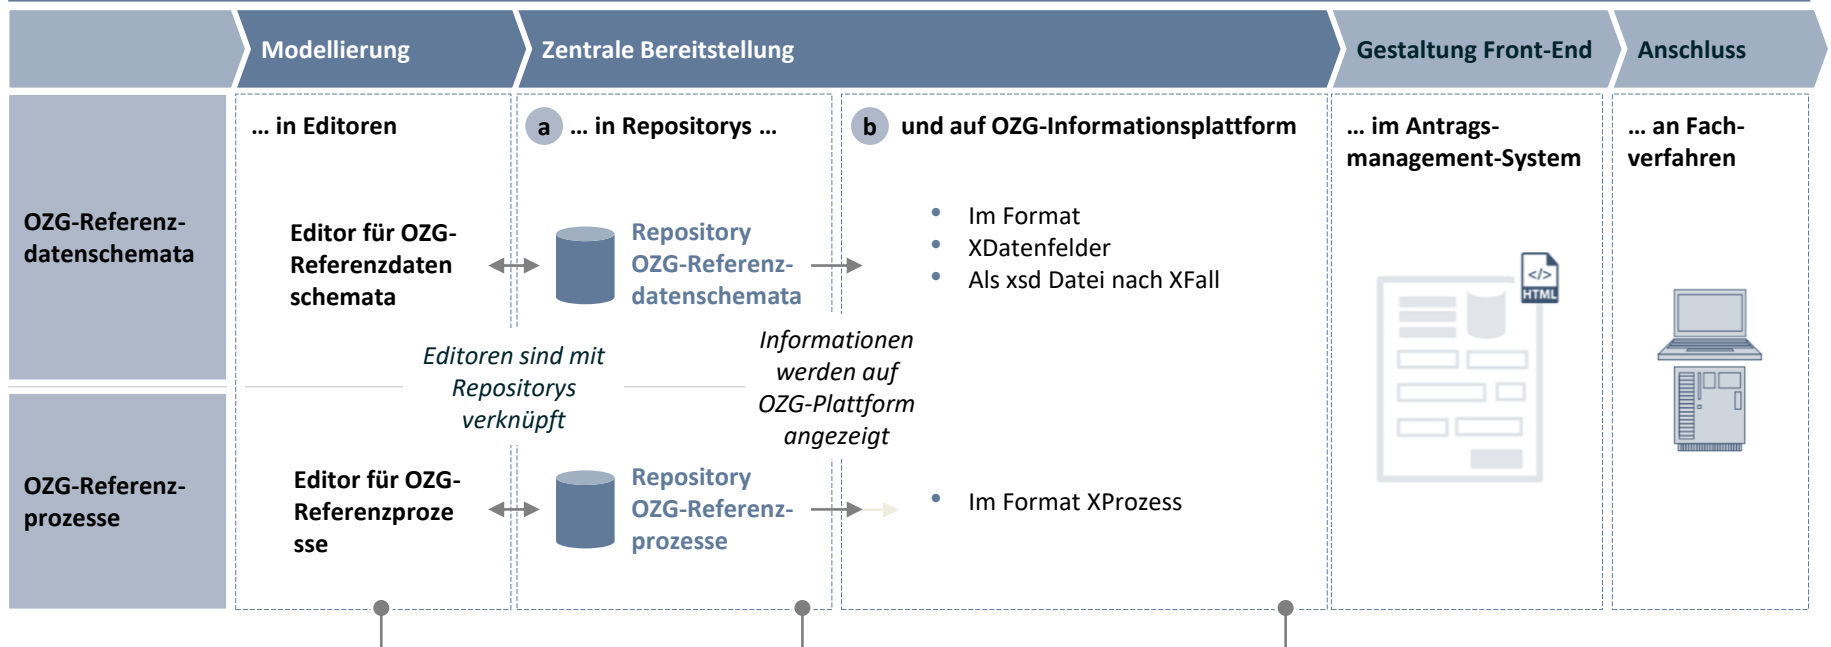 Modellierung
Zentrale Bereitstellung
Gestaltung Front-End
Anschluss
OZG-Referenz-
datenschemata
OZG-Referenz-
prozesse
... in Editoren
Editor für OZG-
Referenzdaten
schemata
Editoren sind mit
Repositorys
verknüpft
Editor für OZG-
Referenzproze
sse
a ... in Repositorys ...
Repository
OZG-Referenz-
datenschemata
Informationen
werden auf
OZG-Plattform
angezeigt
Repository
OZG-Referenz-
prozesse
b und auf OZG-Informationsplattform
• Im Format
• XDatenfelder
• Als xsd Datei nach XFall
• Im Format XProzess
... im Antrags-
management-System
</>
HTML
... an Fach-
verfahren